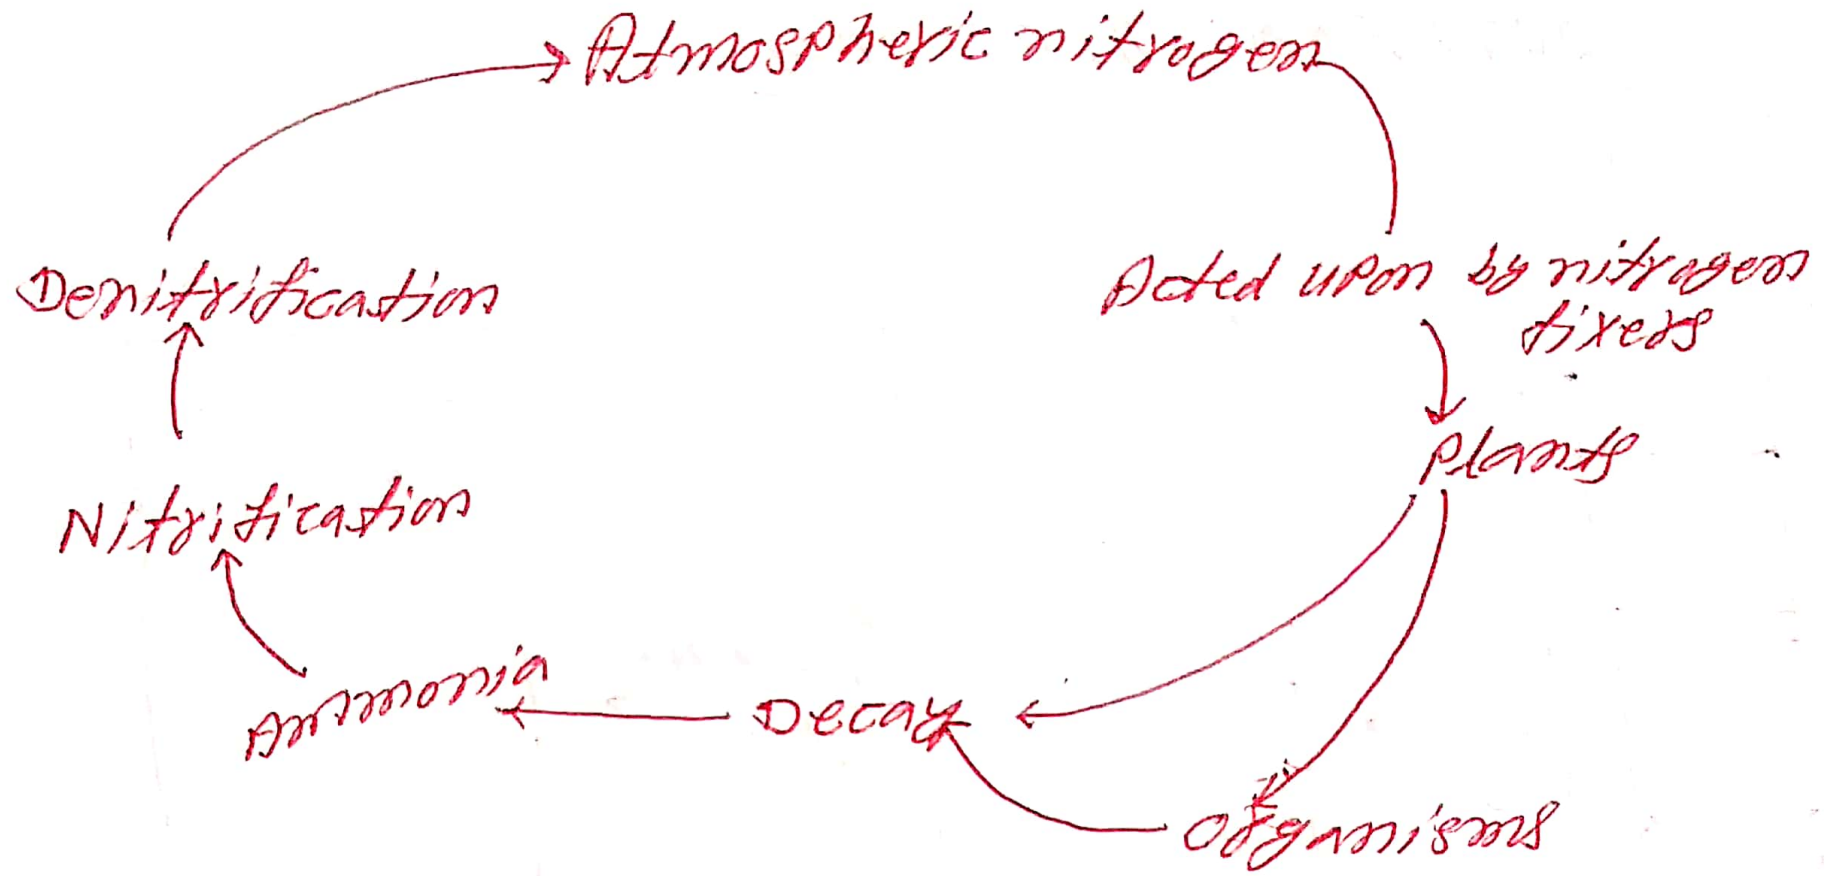 Atmospheric nitrogen
Denitrification
Acted upon by nitrogen
fixers
Plants
Nitrification
Ammonia
Decay
Organisms